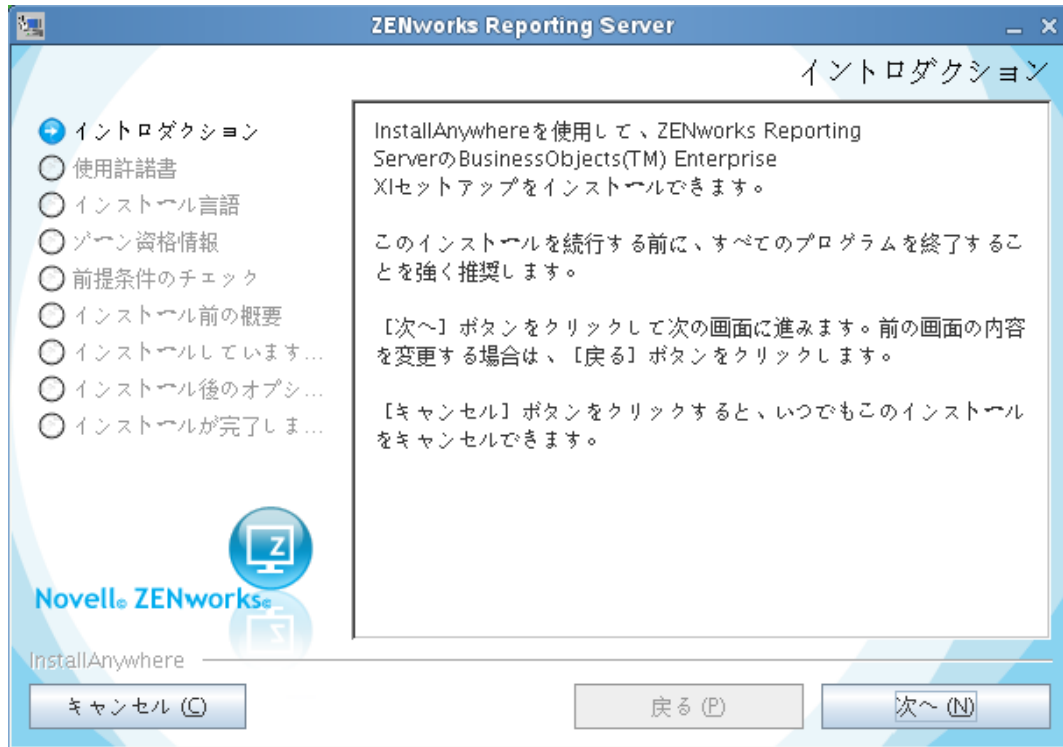 ZENworks Reporting Server
イントロダクション
イントロダクション
使用許諾書
インストール言語
ゾーン資格情報
前提条件のチェック
インストール前の概要
インストールしています...
インストール後のオプシ...
インストールが完了しま...
InstallAnywhereを使用して、ZENworks Reporting
ServerのBusinessObjects(TM) Enterprise
XIセットアップをインストールできます。
このインストールを続行する前に、すべてのプログラムを終了するこ
とを強く推奨します。
［次へ］ボタンをクリックして次の画面に進みます。前の画面の内容
を変更する場合は、［戻る］ボタンをクリックします。
［キャンセル］ボタンをクリックすると、いつでもこのインストール
をキャンセルできます。
Z
Novell® ZENworks®
InstallAnywhere
キャンセル (C)
戻る (P)
次へ (N)